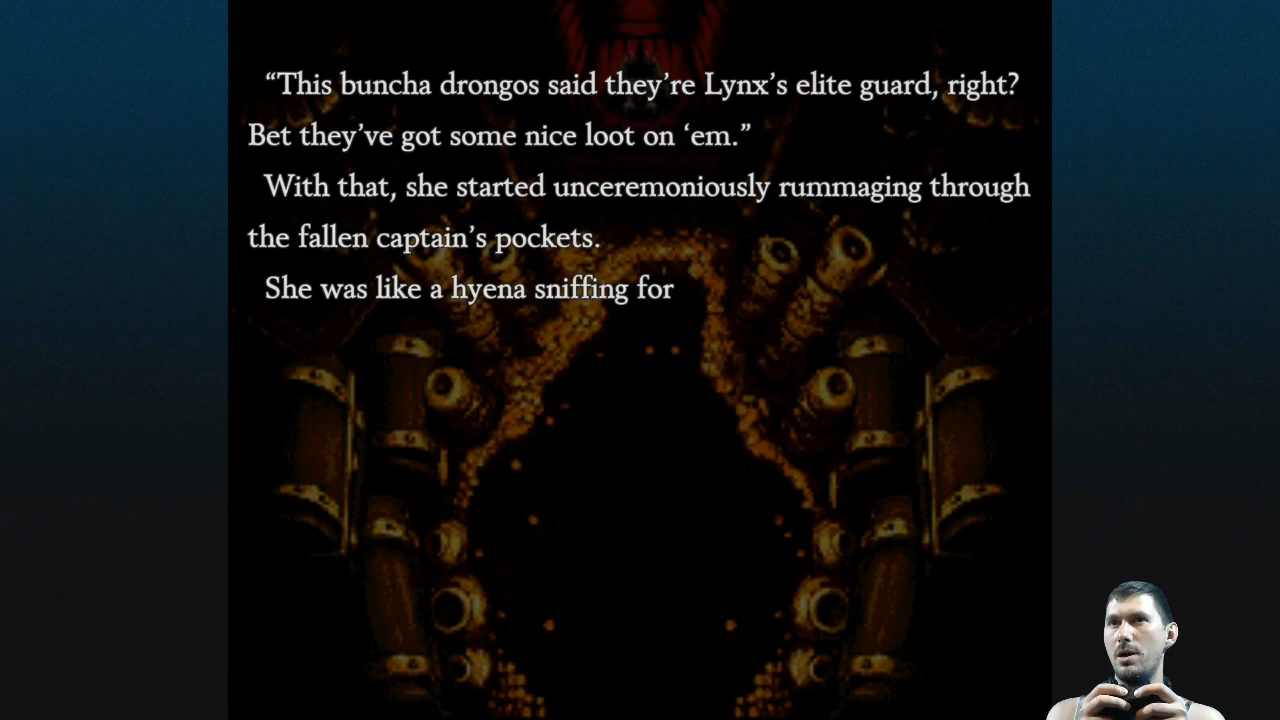 “This buncha drongos said they’re Lynx’s elite guard, right?
Bet they’ve got some nice loot on ‘em.”
With that, she started unceremoniously rummaging through
the fallen captain’s pockets.
She was like a hyena sniffing for